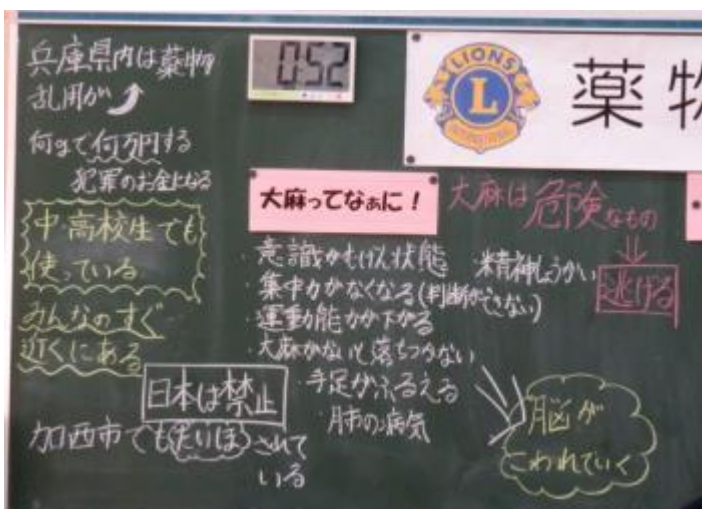 兵庫県内は薬物
乱用が⤴
何gで何万円する
犯罪のお金になる
中・高校生でも
使っている
みんなのすぐ
近くにある
日本は禁止
加西市でもたいほされて
いる
0:52
LIONS
L
INTERNATIONAL
薬物
大麻ってなぁに！
・意識がもうろう状態
・集中力がなくなる(判断ができない)
・運動能力が下がる
・大麻がないと落ちつかない
・手足がふるえる
・肺の病気
・精神しょうがい
大麻は危険なもの
⇓
逃げる
脳が
こわれていく